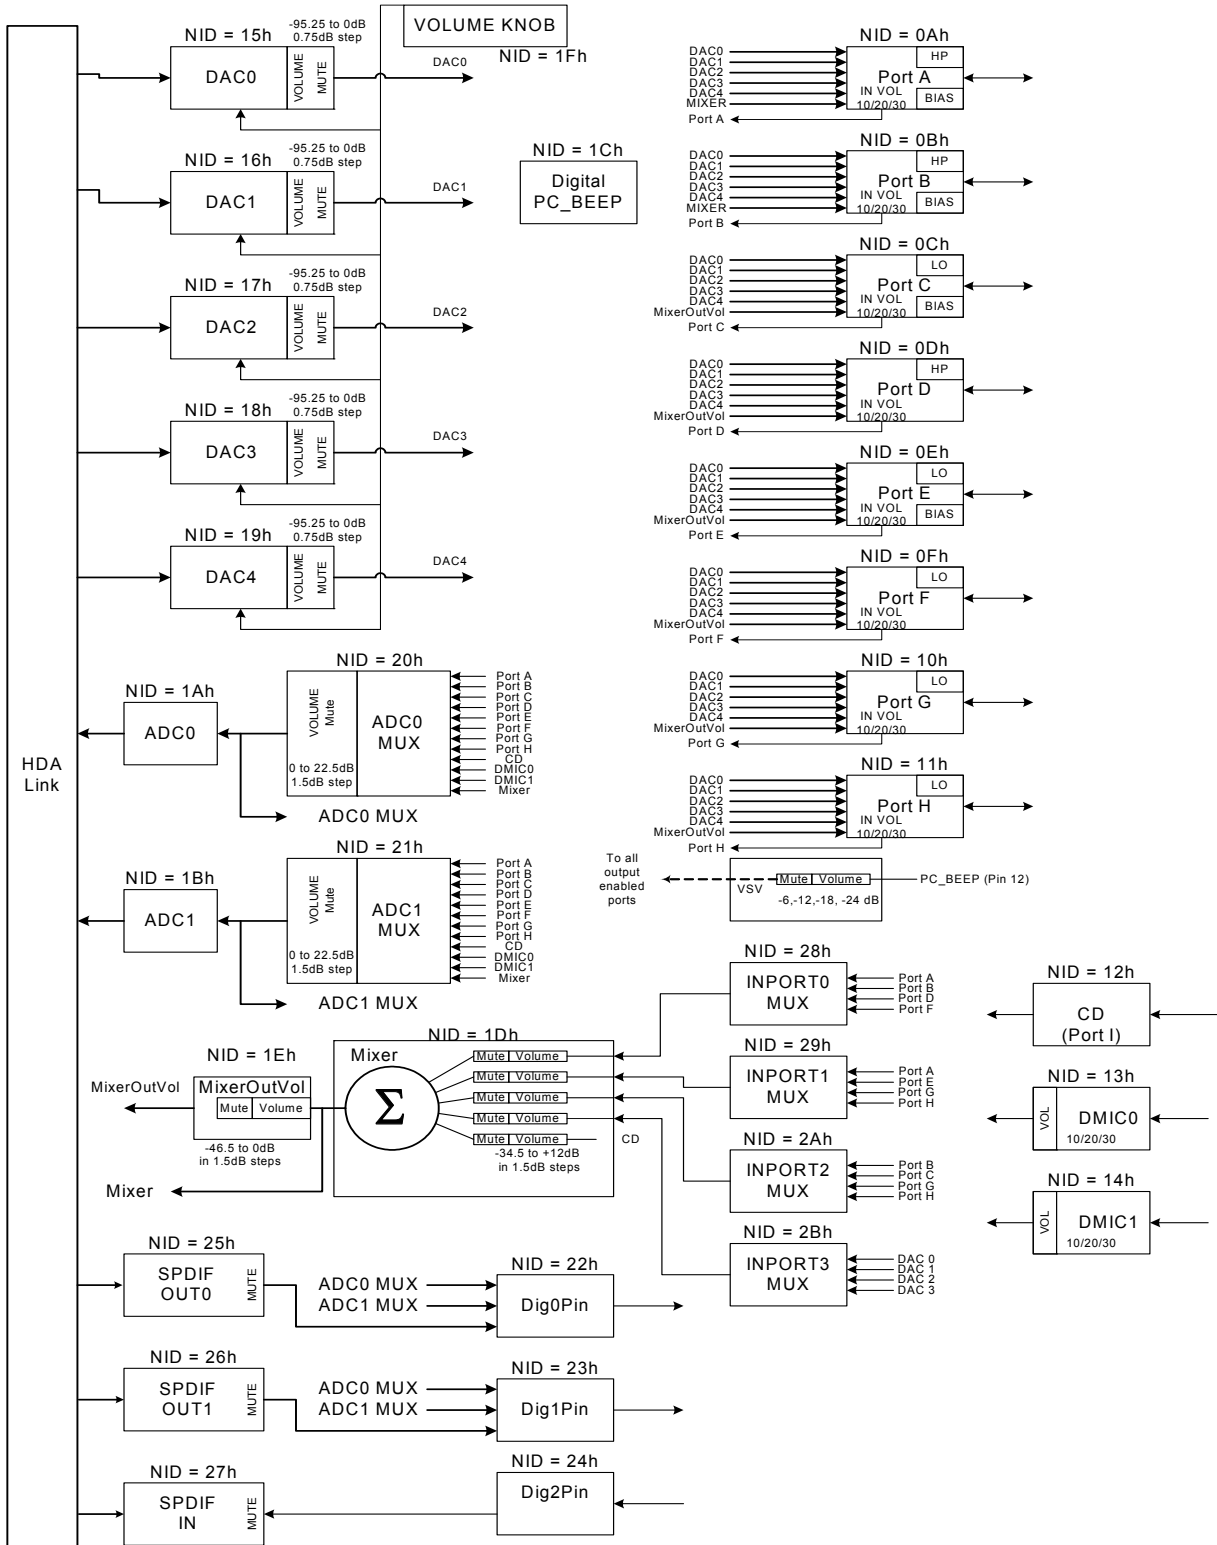 HDA
Link
VOLUME KNOB
NID = 1Fh
NID = 15h
-95.25 to 0dB
0.75dB step
DAC0
VOLUME
MUTE
DAC0
NID = 16h
-95.25 to 0dB
0.75dB step
DAC1
VOLUME
MUTE
DAC1
NID = 17h
-95.25 to 0dB
0.75dB step
DAC2
VOLUME
MUTE
DAC2
NID = 18h
-95.25 to 0dB
0.75dB step
DAC3
VOLUME
MUTE
DAC3
NID = 19h
-95.25 to 0dB
0.75dB step
DAC4
VOLUME
MUTE
DAC4
NID = 1Ch
Digital
PC_BEEP
NID = 0Ah
DAC0
DAC1
DAC2
DAC3
DAC4
MIXER
Port A
HP
Port A
IN VOL
10/20/30
BIAS
NID = 0Bh
DAC0
DAC1
DAC2
DAC3
DAC4
MIXER
Port B
HP
Port B
IN VOL
10/20/30
BIAS
NID = 0Ch
DAC0
DAC1
DAC2
DAC3
DAC4
MixerOutVol
Port C
LO
Port C
IN VOL
10/20/30
BIAS
NID = 0Dh
DAC0
DAC1
DAC2
DAC3
DAC4
MixerOutVol
Port D
HP
Port D
IN VOL
10/20/30
NID = 0Eh
DAC0
DAC1
DAC2
DAC3
DAC4
MixerOutVol
Port E
LO
Port E
IN VOL
10/20/30
BIAS
NID = 0Fh
DAC0
DAC1
DAC2
DAC3
DAC4
MixerOutVol
Port F
LO
Port F
IN VOL
10/20/30
NID = 10h
DAC0
DAC1
DAC2
DAC3
DAC4
MixerOutVol
Port G
LO
Port G
IN VOL
10/20/30
NID = 11h
DAC0
DAC1
DAC2
DAC3
DAC4
MixerOutVol
Port H
LO
Port H
IN VOL
10/20/30
NID = 1Ah
ADC0
NID = 20h
VOLUME
Mute
0 to 22.5dB
1.5dB step
ADC0
MUX
Port A
Port B
Port C
Port D
Port E
Port F
Port G
Port H
CD
DMIC0
DMIC1
Mixer
ADC0 MUX
NID = 1Bh
ADC1
NID = 21h
VOLUME
Mute
0 to 22.5dB
1.5dB step
ADC1
MUX
Port A
Port B
Port C
Port D
Port E
Port F
Port G
Port H
CD
DMIC0
DMIC1
Mixer
ADC1 MUX
To all
output
enabled
ports
VSV
Mute
Volume
-6,-12,-18, -24 dB
PC_BEEP (Pin 12)
NID = 1Dh
Mixer
Σ
Mute Volume
Mute Volume
Mute Volume
Mute Volume
Mute Volume
CD
-34.5 to +12dB
in 1.5dB steps
NID = 1Eh
MixerOutVol
MixerOutVol
Mute Volume
-46.5 to 0dB
in 1.5dB steps
Mixer
NID = 28h
INPORT0
MUX
Port A
Port B
Port D
Port F
NID = 29h
INPORT1
MUX
Port A
Port E
Port G
Port H
NID = 2Ah
INPORT2
MUX
Port B
Port C
Port G
Port H
NID = 2Bh
INPORT3
MUX
DAC 0
DAC 1
DAC 2
DAC 3
NID = 12h
CD
(Port I)
NID = 13h
VOL
DMIC0
10/20/30
NID = 14h
VOL
DMIC1
10/20/30
NID = 25h
SPDIF
OUT0
MUTE
ADC0 MUX
ADC1 MUX
NID = 22h
Dig0Pin
NID = 26h
SPDIF
OUT1
MUTE
ADC0 MUX
ADC1 MUX
NID = 23h
Dig1Pin
NID = 27h
SPDIF
IN
MUTE
NID = 24h
Dig2Pin